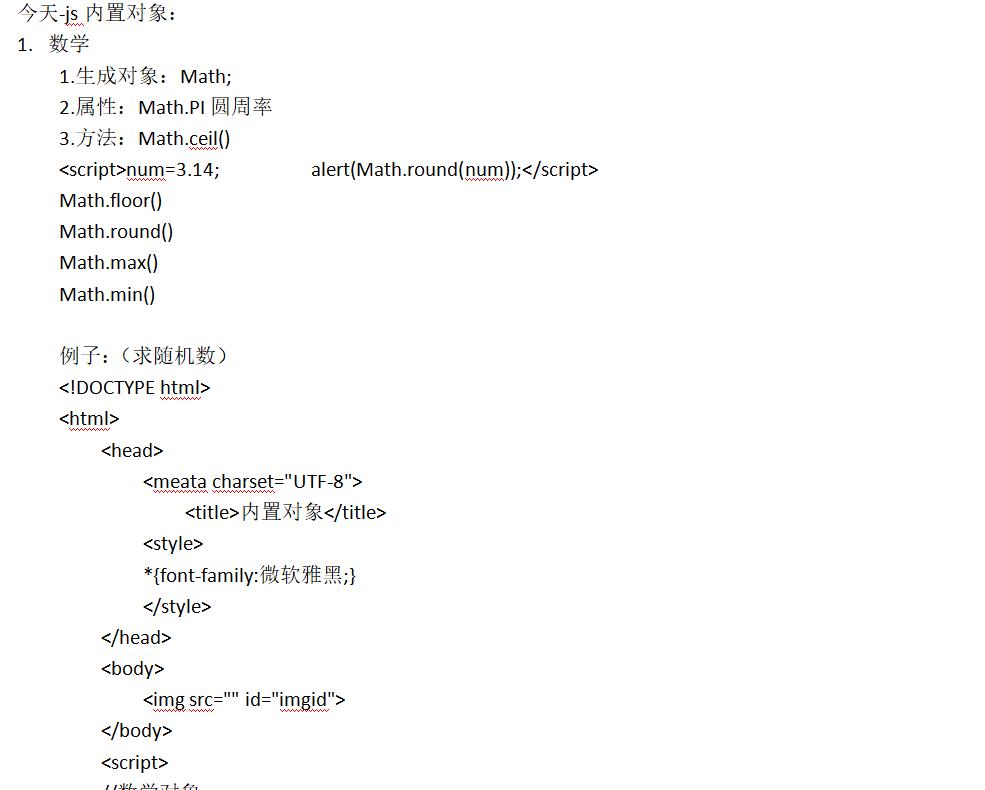 今天-js 内置对象：
1. 数学
1.生成对象：Math;
2.属性：Math.PI 圆周率
3.方法：Math.ceil()
<script>num=3.14; alert(Math.round(num));</script>
Math.floor()
Math.round()
Math.max()
Math.min()
例子：（求随机数）
<!DOCTYPE html>
<html>
<head>
<meata charset="UTF-8">
<title>内置对象</title>
<style>
*{font-family:微软雅黑;}
</style>
</head>
<body>
<img src="" id="imgid">
</body>
<script>
//数学对象